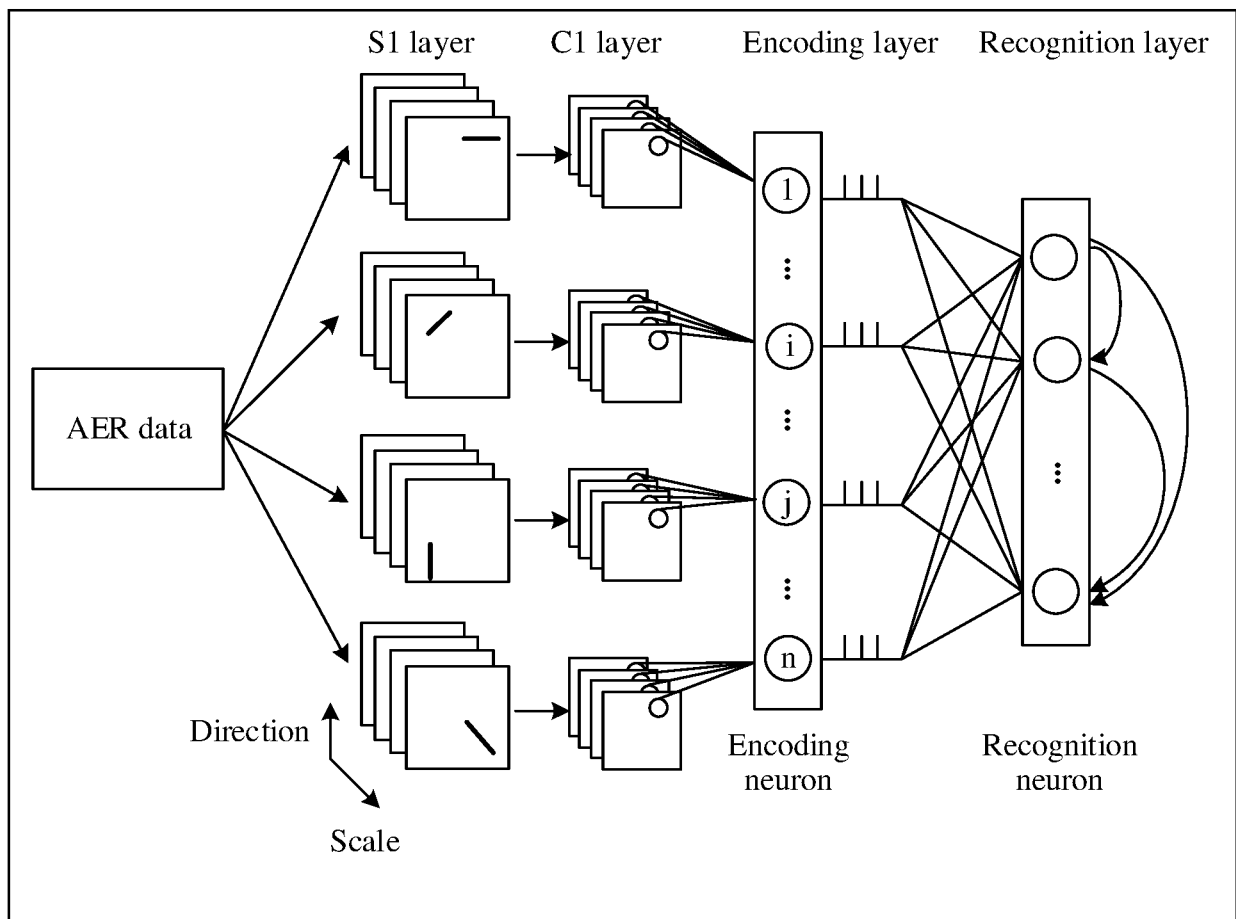 S1 layer
C1 layer
Encoding layer
Recognition layer
AER data
1
...
i
...
j
...
n
...
Direction
Scale
Encoding
neuron
Recognition
neuron